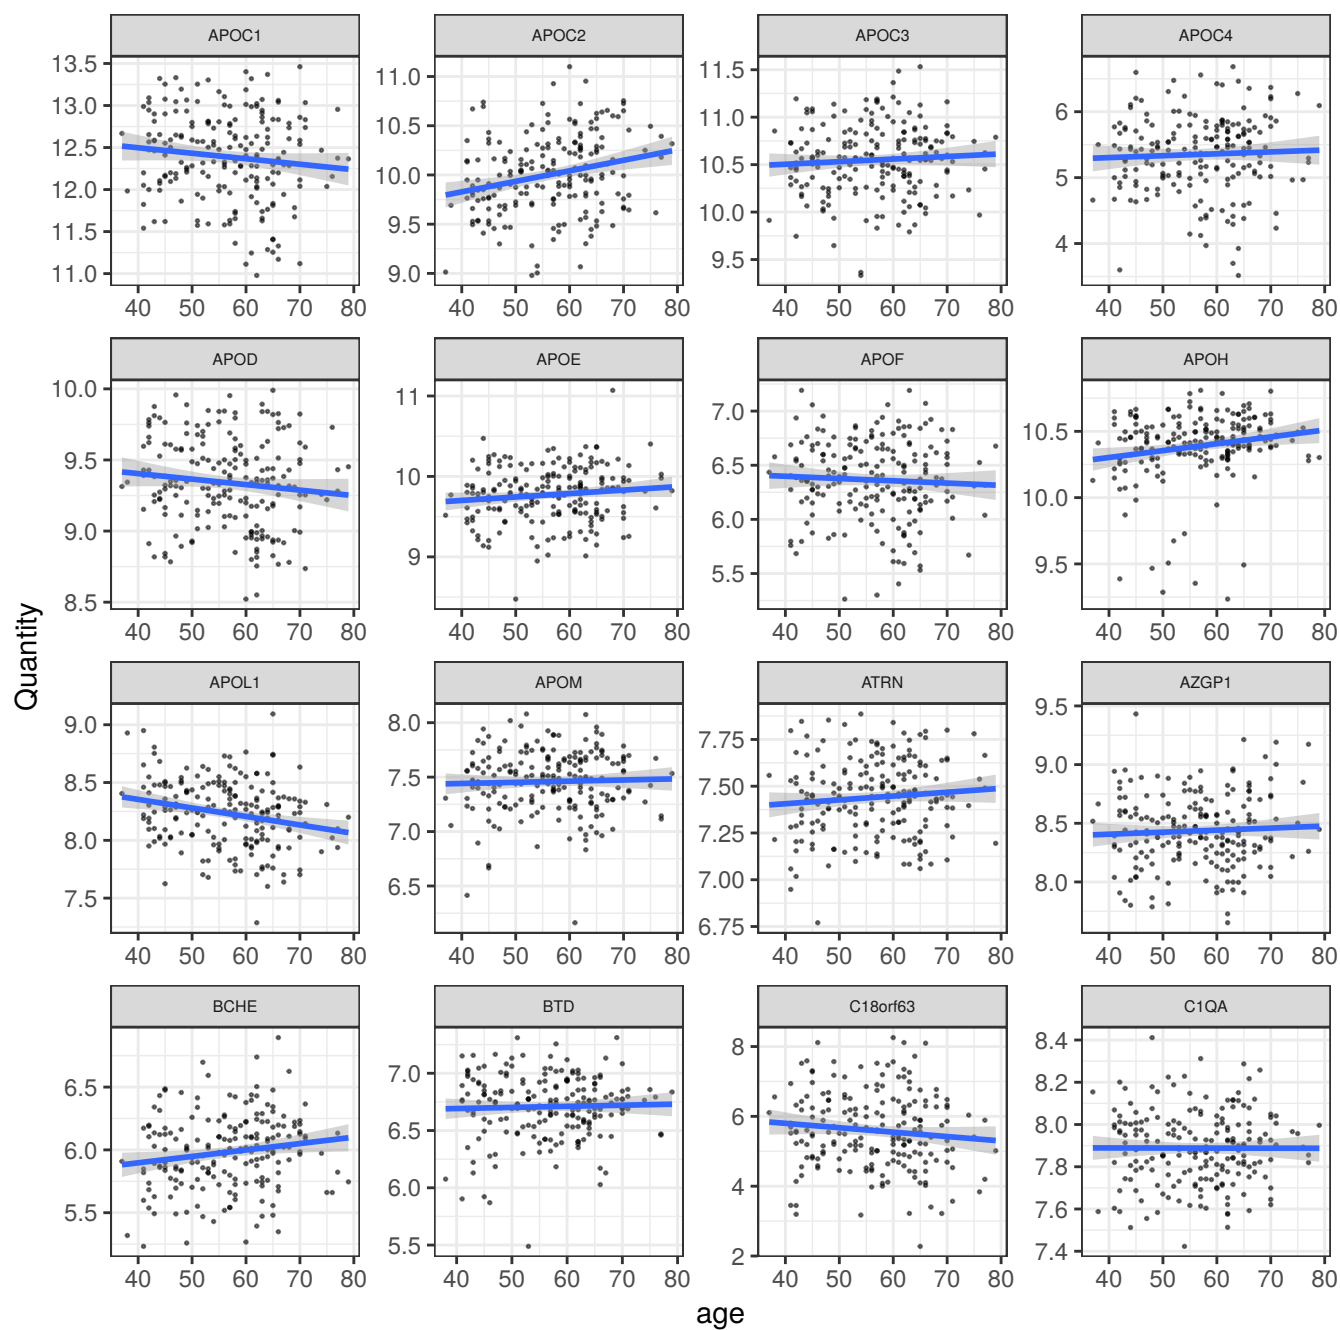 APOC1 APOC2 APOC3 APOC4
13.5 13.0 12.5 12.0 11.5 11.0
11.0 10.5 10.0 9.5 9.0
11.5 11.0 10.5 10.0 9.5
6 5 4
40 50 60 70 80 40 50 60 70 80 40 50 60 70 80 40 50 60 70 80
APOD APOE APOF APOH
10.0 9.5 9.0 8.5
11 10 9
7.0 6.5 6.0 5.5
10.5 10.0 9.5
40 50 60 70 80 40 50 60 70 80 40 50 60 70 80 40 50 60 70 80
Quantity
APOL1 APOM ATRN AZGP1
9.0 8.5 8.0 7.5
8.0 7.5 7.0 6.5
7.75 7.50 7.25 7.00 6.75
9.5 9.0 8.5 8.0
40 50 60 70 80 40 50 60 70 80 40 50 60 70 80 40 50 60 70 80
BCHE BTD C18orf63 C1QA
6.5 6.0 5.5
7.0 6.5 6.0 5.5
8 6 4 2
8.4 8.2 8.0 7.8 7.6 7.4
40 50 60 70 80 40 50 60 70 80 40 50 60 70 80 40 50 60 70 80
age